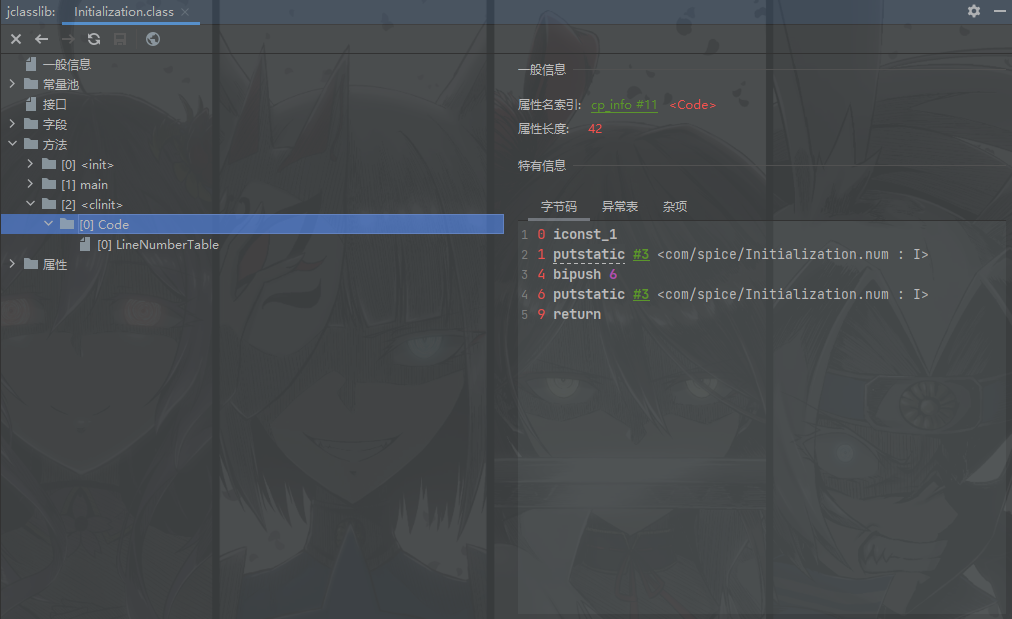 jclasslib: Initialization.class
一般信息
常量池
接口
字段
方法
[0] <init>
[1] main
[2] <clinit>
[0] Code
[0] LineNumberTable
属性
一般信息
属性名索引: cp_info #11 <Code>
属性长度: 42
特有信息
字节码 异常表 杂项
1 0 iconst_1
2 1 putstatic #3 <com/spice/Initialization.num : I>
3 4 bipush 6
4 6 putstatic #3 <com/spice/Initialization.num : I>
5 9 return